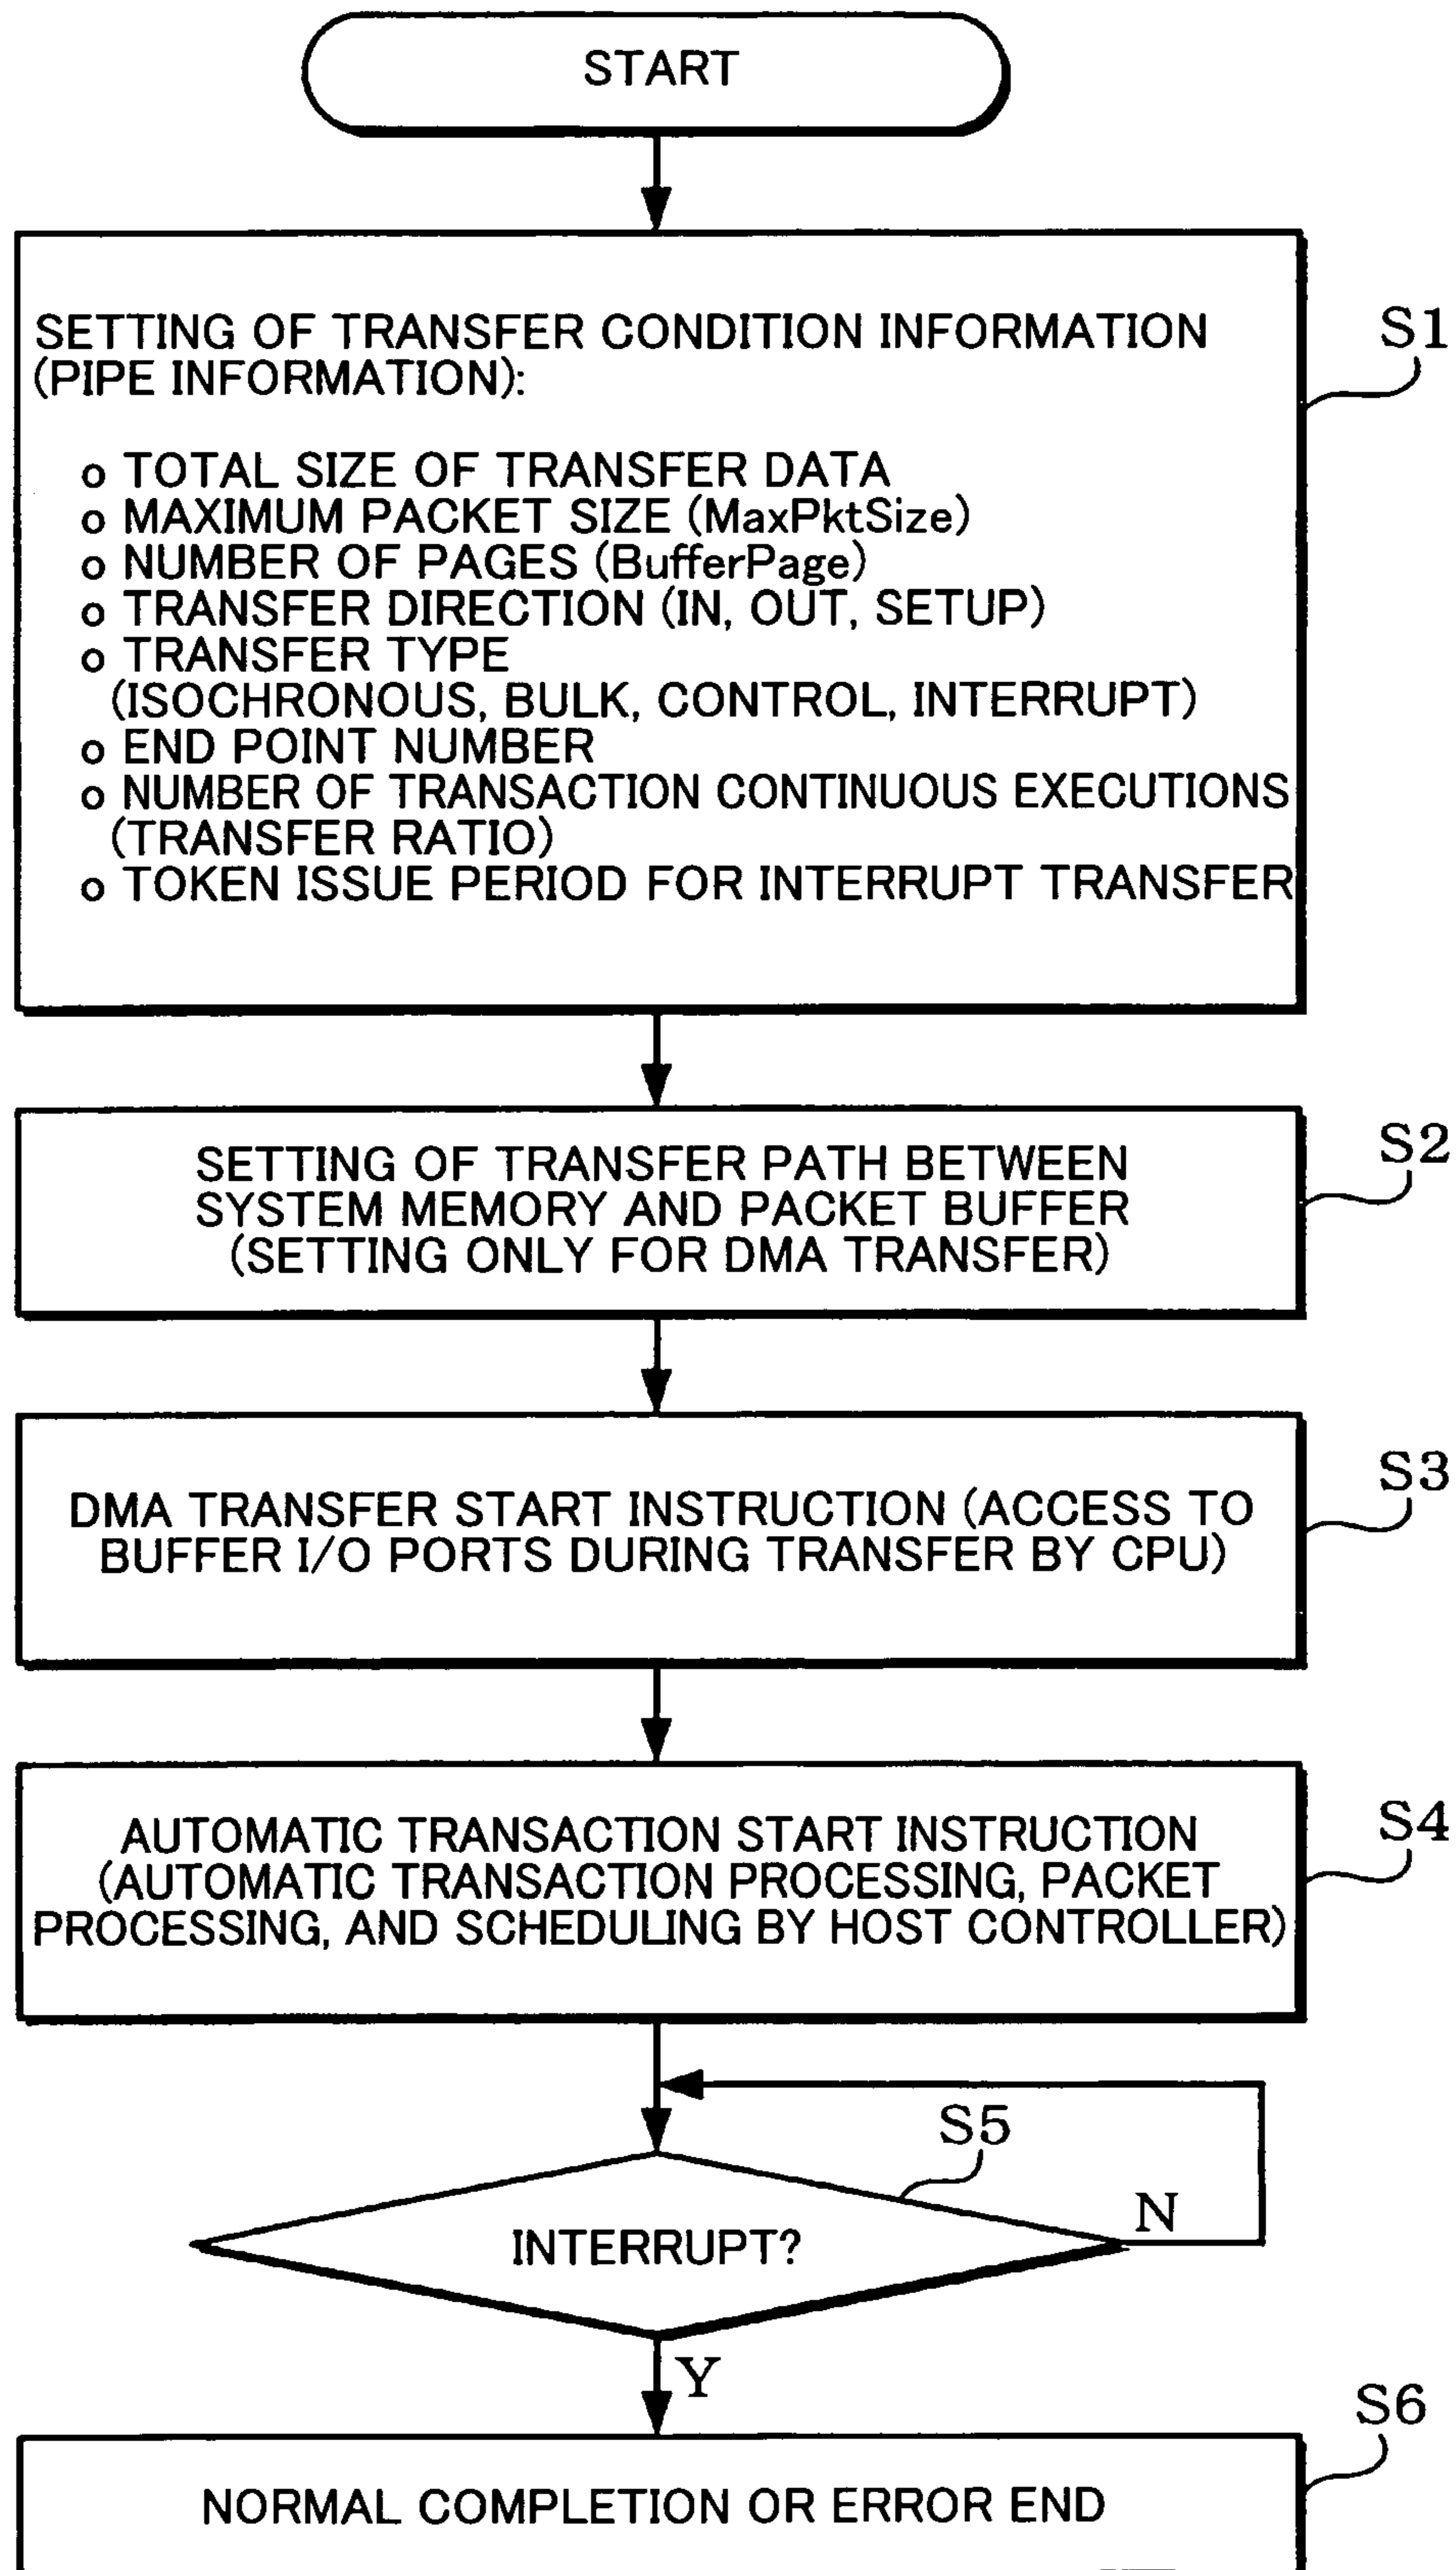 START
S1
SETTING OF TRANSFER CONDITION INFORMATION
(PIPE INFORMATION):
o TOTAL SIZE OF TRANSFER DATA
o MAXIMUM PACKET SIZE (MaxPktSize)
o NUMBER OF PAGES (BufferPage)
o TRANSFER DIRECTION (IN, OUT, SETUP)
o TRANSFER TYPE
(ISOCHRONOUS, BULK, CONTROL, INTERRUPT)
o END POINT NUMBER
o NUMBER OF TRANSACTION CONTINUOUS EXECUTIONS
(TRANSFER RATIO)
o TOKEN ISSUE PERIOD FOR INTERRUPT TRANSFER
S2
SETTING OF TRANSFER PATH BETWEEN
SYSTEM MEMORY AND PACKET BUFFER
(SETTING ONLY FOR DMA TRANSFER)
S3
DMA TRANSFER START INSTRUCTION (ACCESS TO
BUFFER I/O PORTS DURING TRANSFER BY CPU)
S4
AUTOMATIC TRANSACTION START INSTRUCTION
(AUTOMATIC TRANSACTION PROCESSING, PACKET
PROCESSING, AND SCHEDULING BY HOST CONTROLLER)
S5
INTERRUPT?
N
Y
S6
NORMAL COMPLETION OR ERROR END